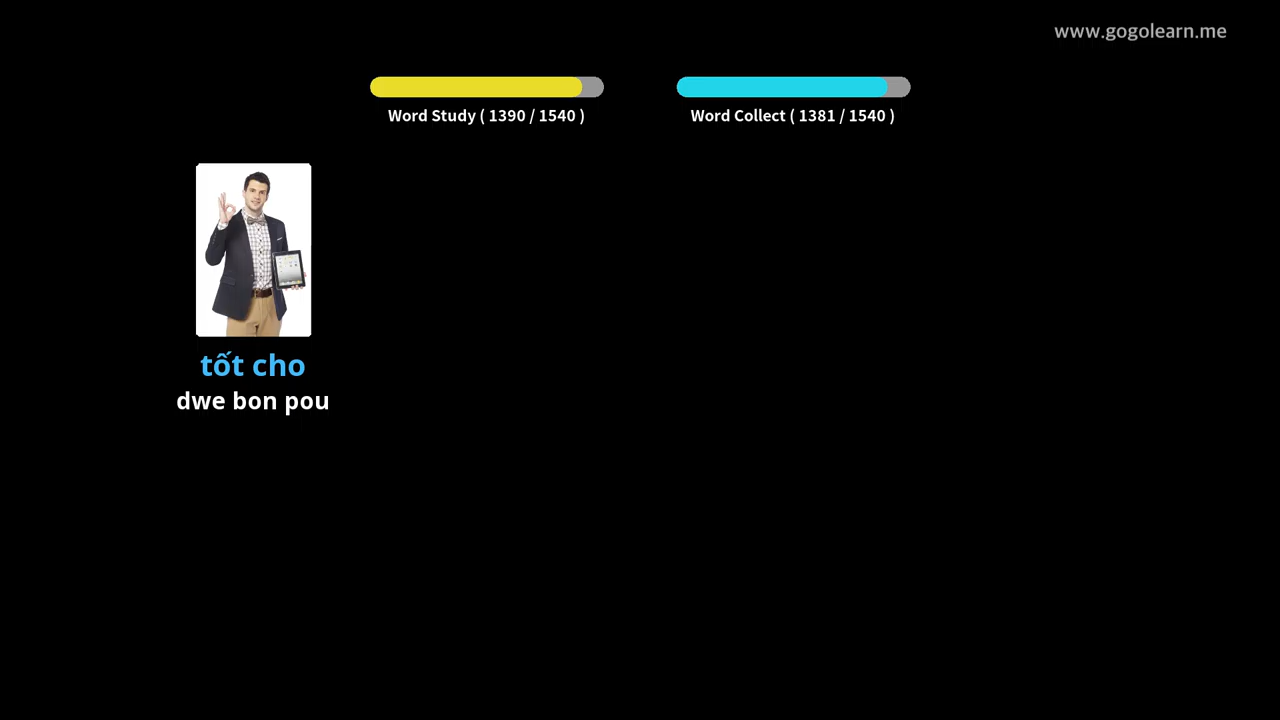 www.gogolearn.me
Word Study ( 1390 / 1540 )
Word Collect ( 1381 / 1540 )
tốt cho
dwe bon pou